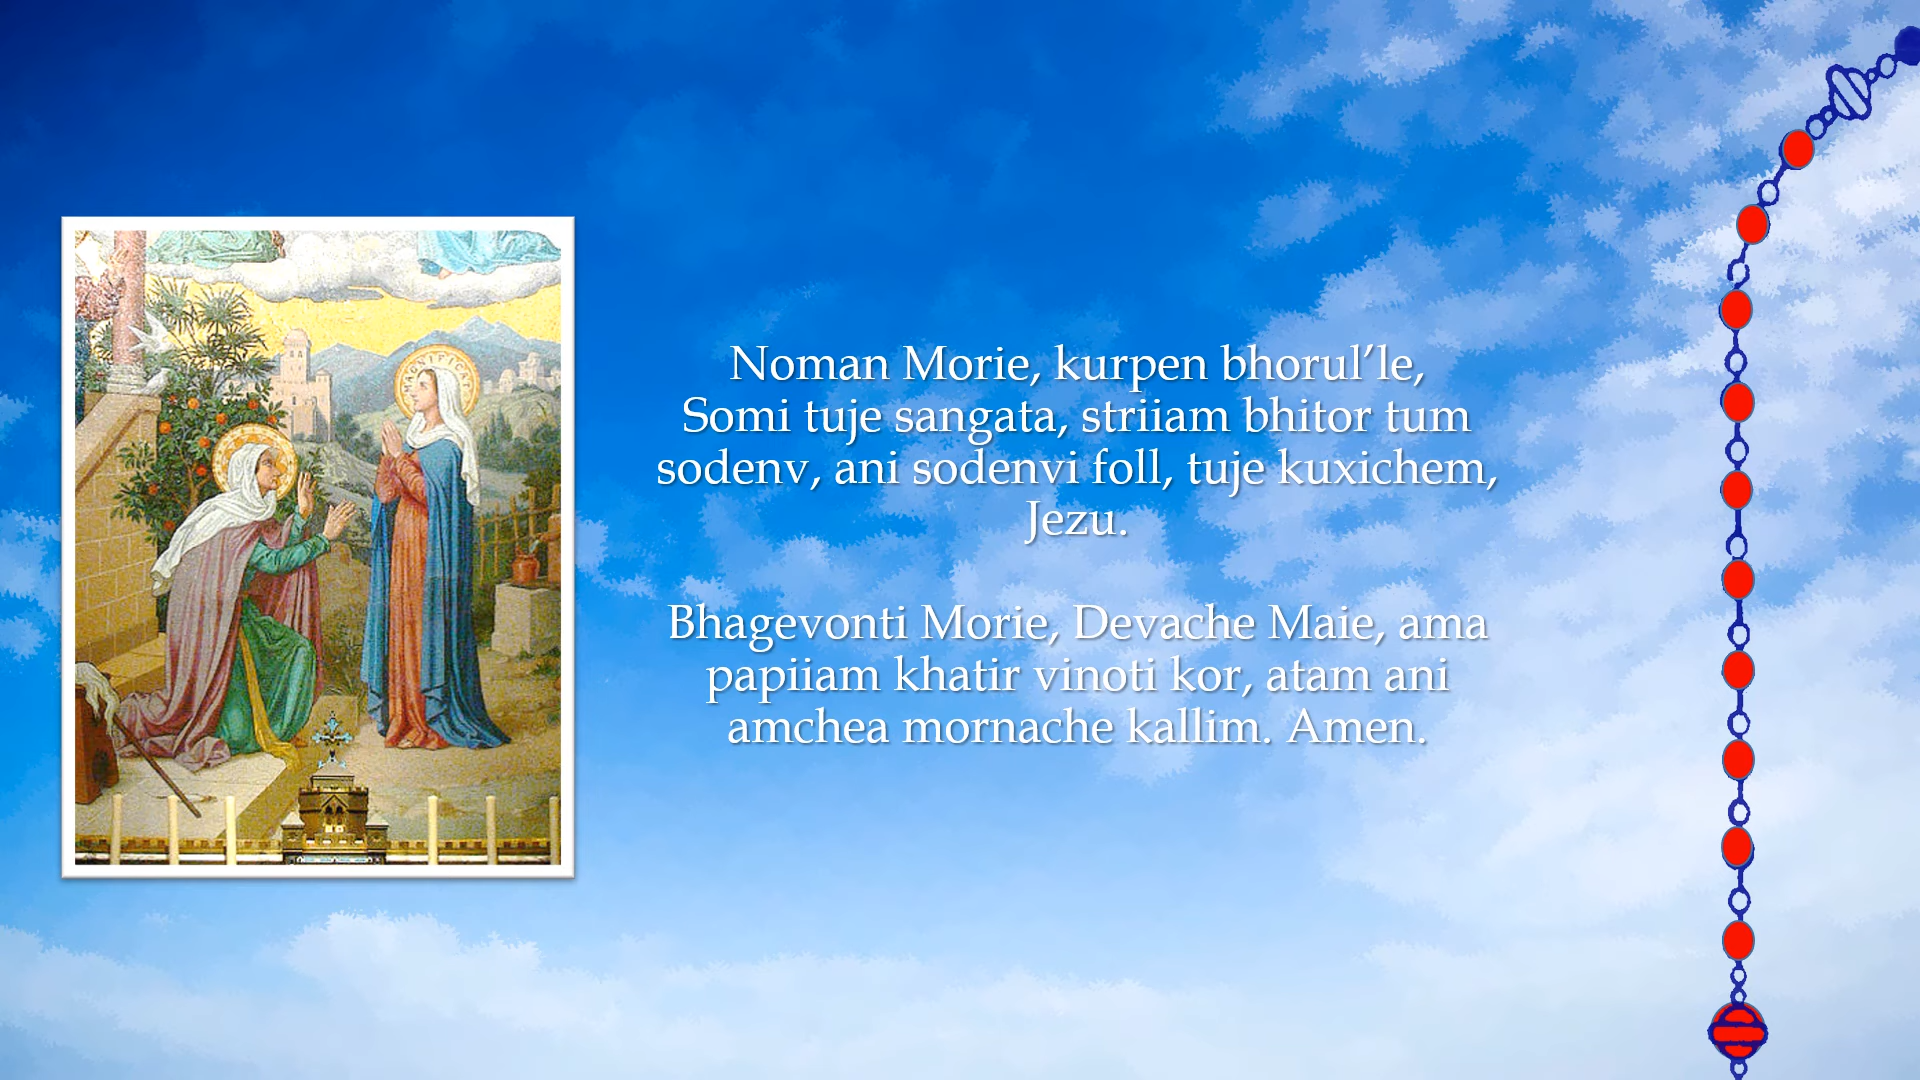 Noman Morie, kurpen bhorul’le,
Somi tuje sangata, striiam bhitor tum
sodenv, ani sodenvi foll, tuje kuxichem,
Jezu.
Bhagevonti Morie, Devache Maie, ama
papiiam khatir vinoti kor, atam ani
amchea mornache kallim. Amen.
MAGNIFICAT